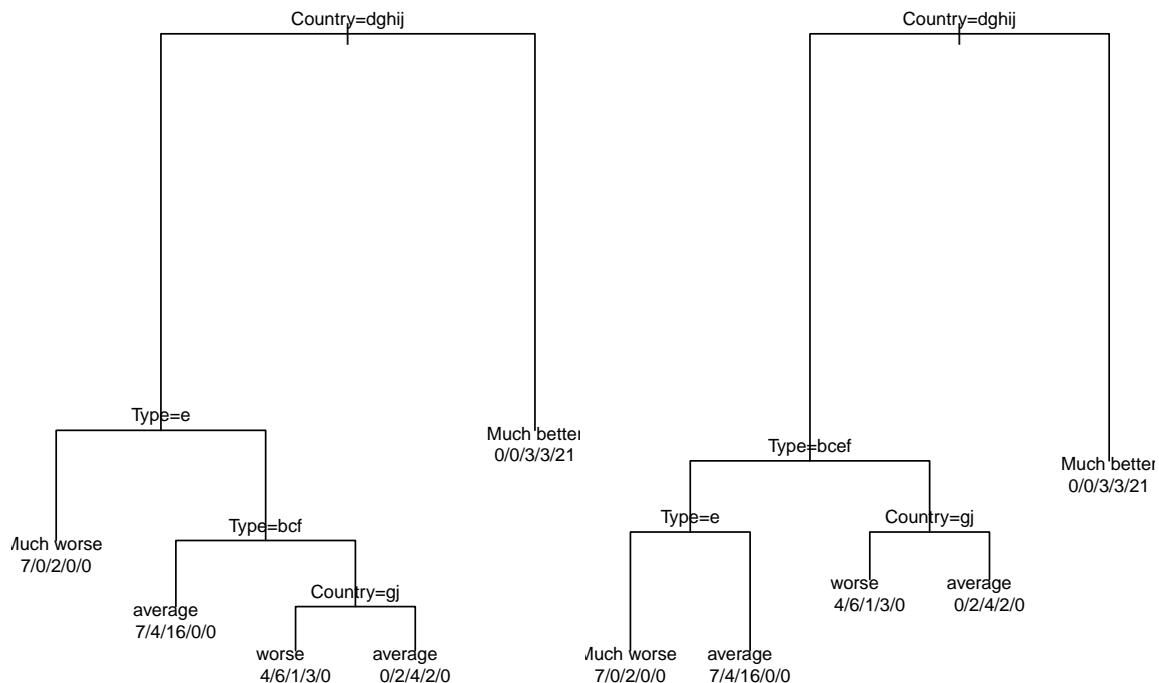 Country=dghij
Type=e
Much better
0/0/3/3/21
Much worse
7/0/2/0/0
Type=bcf
average
7/4/16/0/0
Country=gj
worse
4/6/1/3/0
average
0/2/4/2/0
Country=dghij
Type=bcef
Much better
0/0/3/3/21
Type=e
Country=gj
worse
4/6/1/3/0
average
0/2/4/2/0
Much worse
7/0/2/0/0
average
7/4/16/0/0